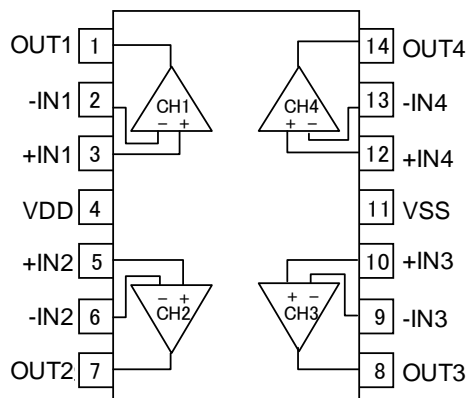 OUT1 1 14 OUT4
-IN1 2 CH1 CH4 13 -IN4
- + + -
+IN1 3 12 +IN4
VDD 4 11 VSS
+IN2 5 10 +IN3
- + + -
-IN2 6 CH2 CH3 9 -IN3
OUT2 7 8 OUT3